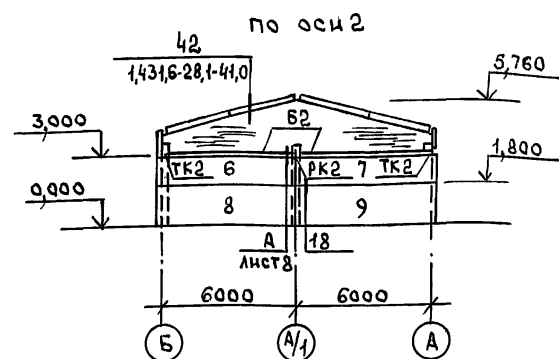 по оси 2
42
1,431,6-28,1-41,0
5,760
Б2
3,000
1,800
ТК2 6 РК2 7 ТК2
0,000
8 9
А 18
лист 8
6000 6000
Б А/1 А